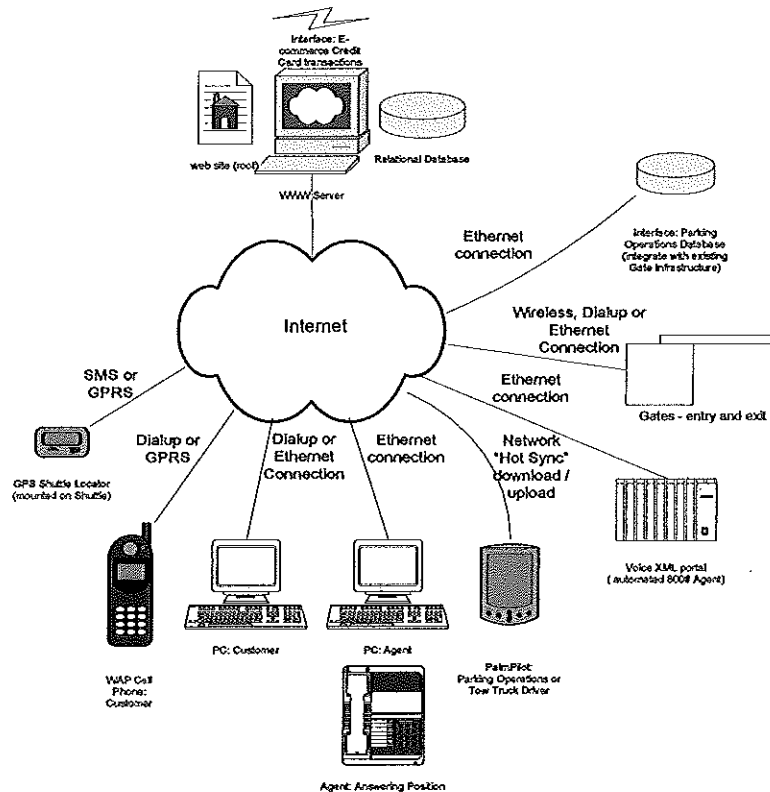 Interface: E-
commerce Credit
Card transactions
web site (root)
Relational Database
WWW Server
Ethernet
connection
Interface: Parking
Operations Database
(integrate with existing
Gate Infrastructure)
Internet
Wireless, Dialup or
Ethernet
Connection
SMS or
GPRS
Ethernet
connection
Gates - entry and exit
Dialup or
GPRS
Dialup or
Ethernet
Connection
Ethernet
connection
Network
"Hot Sync"
download /
upload
GPS Shuttle Locator
(mounted on Shuttle)
Voice XML portal
( automated 800# Agent)
WAP Cell
Phone:
Customer
PC: Customer
PC: Agent
PalmPilot:
Parking Operations or
Tow Truck Driver
Agent: Answering Position